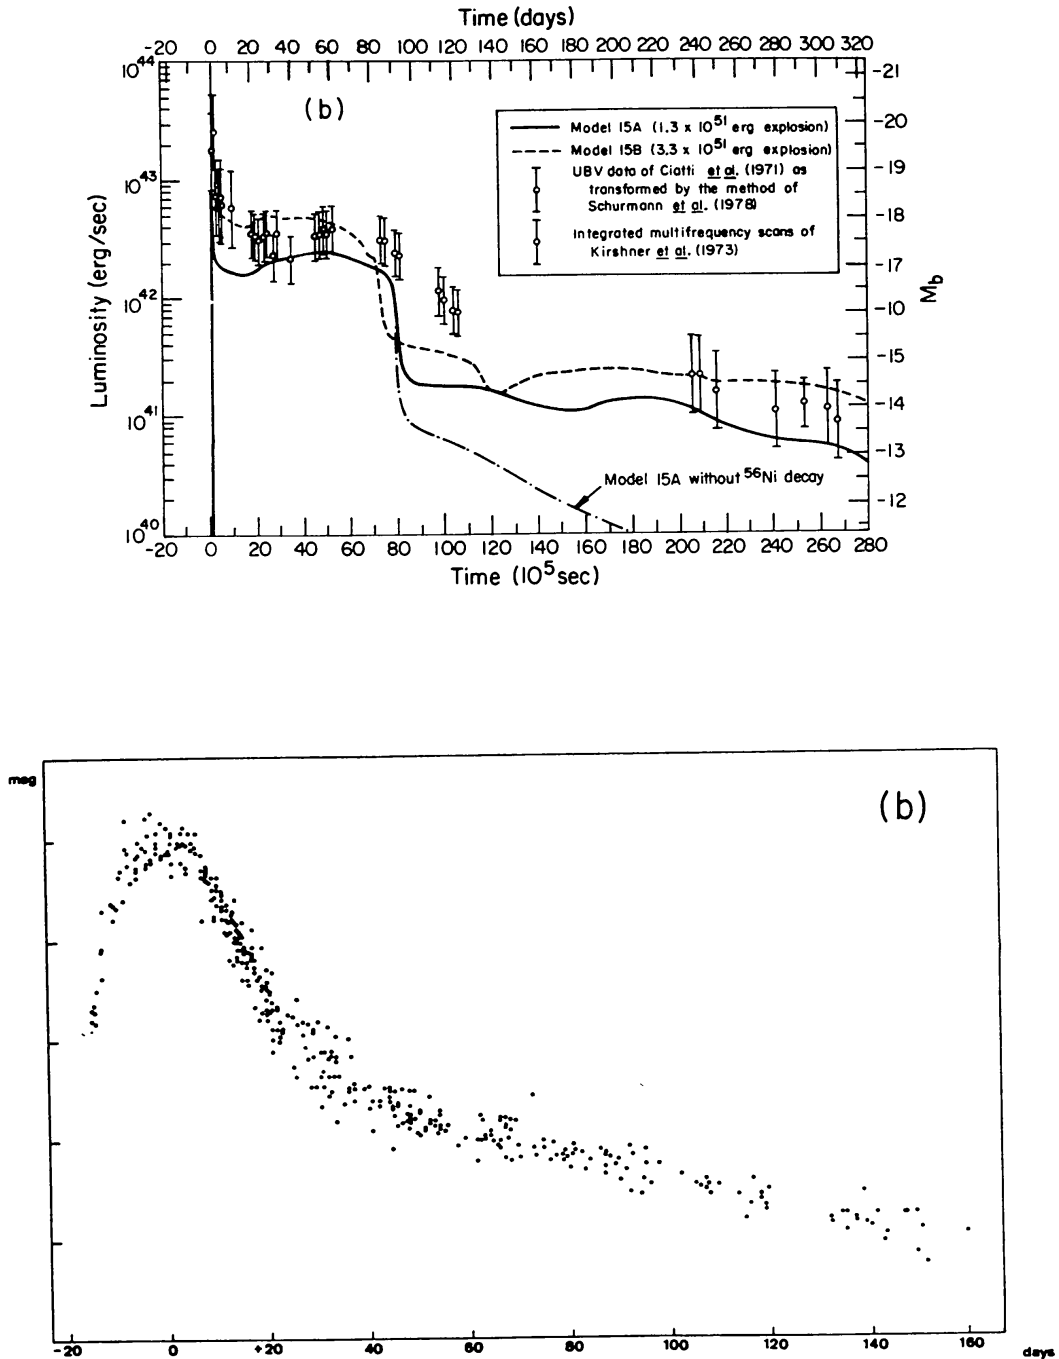 Time (days)
-20 0 20 40 60 80 100 120 140 160 180 200 220 240 260 280 300 320
10^44
10^43
10^42
10^41
10^40
Luminosity (erg/sec)
(b)
Model 15A (1.3 x 10^51 erg explosion)
Model 15B (3.3 x 10^51 erg explosion)
UBV data of Ciatti et al. (1971) as
transformed by the method of
Schurmann et al. (1978)
Integrated multifrequency scans of
Kirshner et al. (1973)
-21
-20
-19
-18
-17
-10
-15
-14
-13
-12
M_b
Model 15A without ^56Ni decay
-20 0 20 40 60 80 100 120 140 160 180 200 220 240 260 280
Time (10^5 sec)
mag
(b)
-20 0 +20 40 60 80 100 120 140 160 days